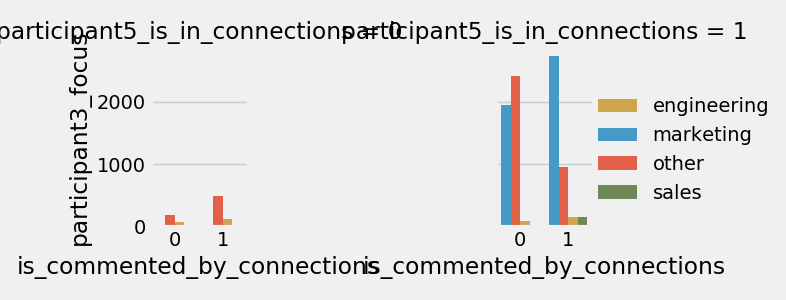 participant5_is_in_connections = 0
participant5_is_in_connections = 1
participant3_focus
2000
1000
0
0 1
0 1
is_commented_by_connections
is_commented_by_connections
engineering
marketing
other
sales